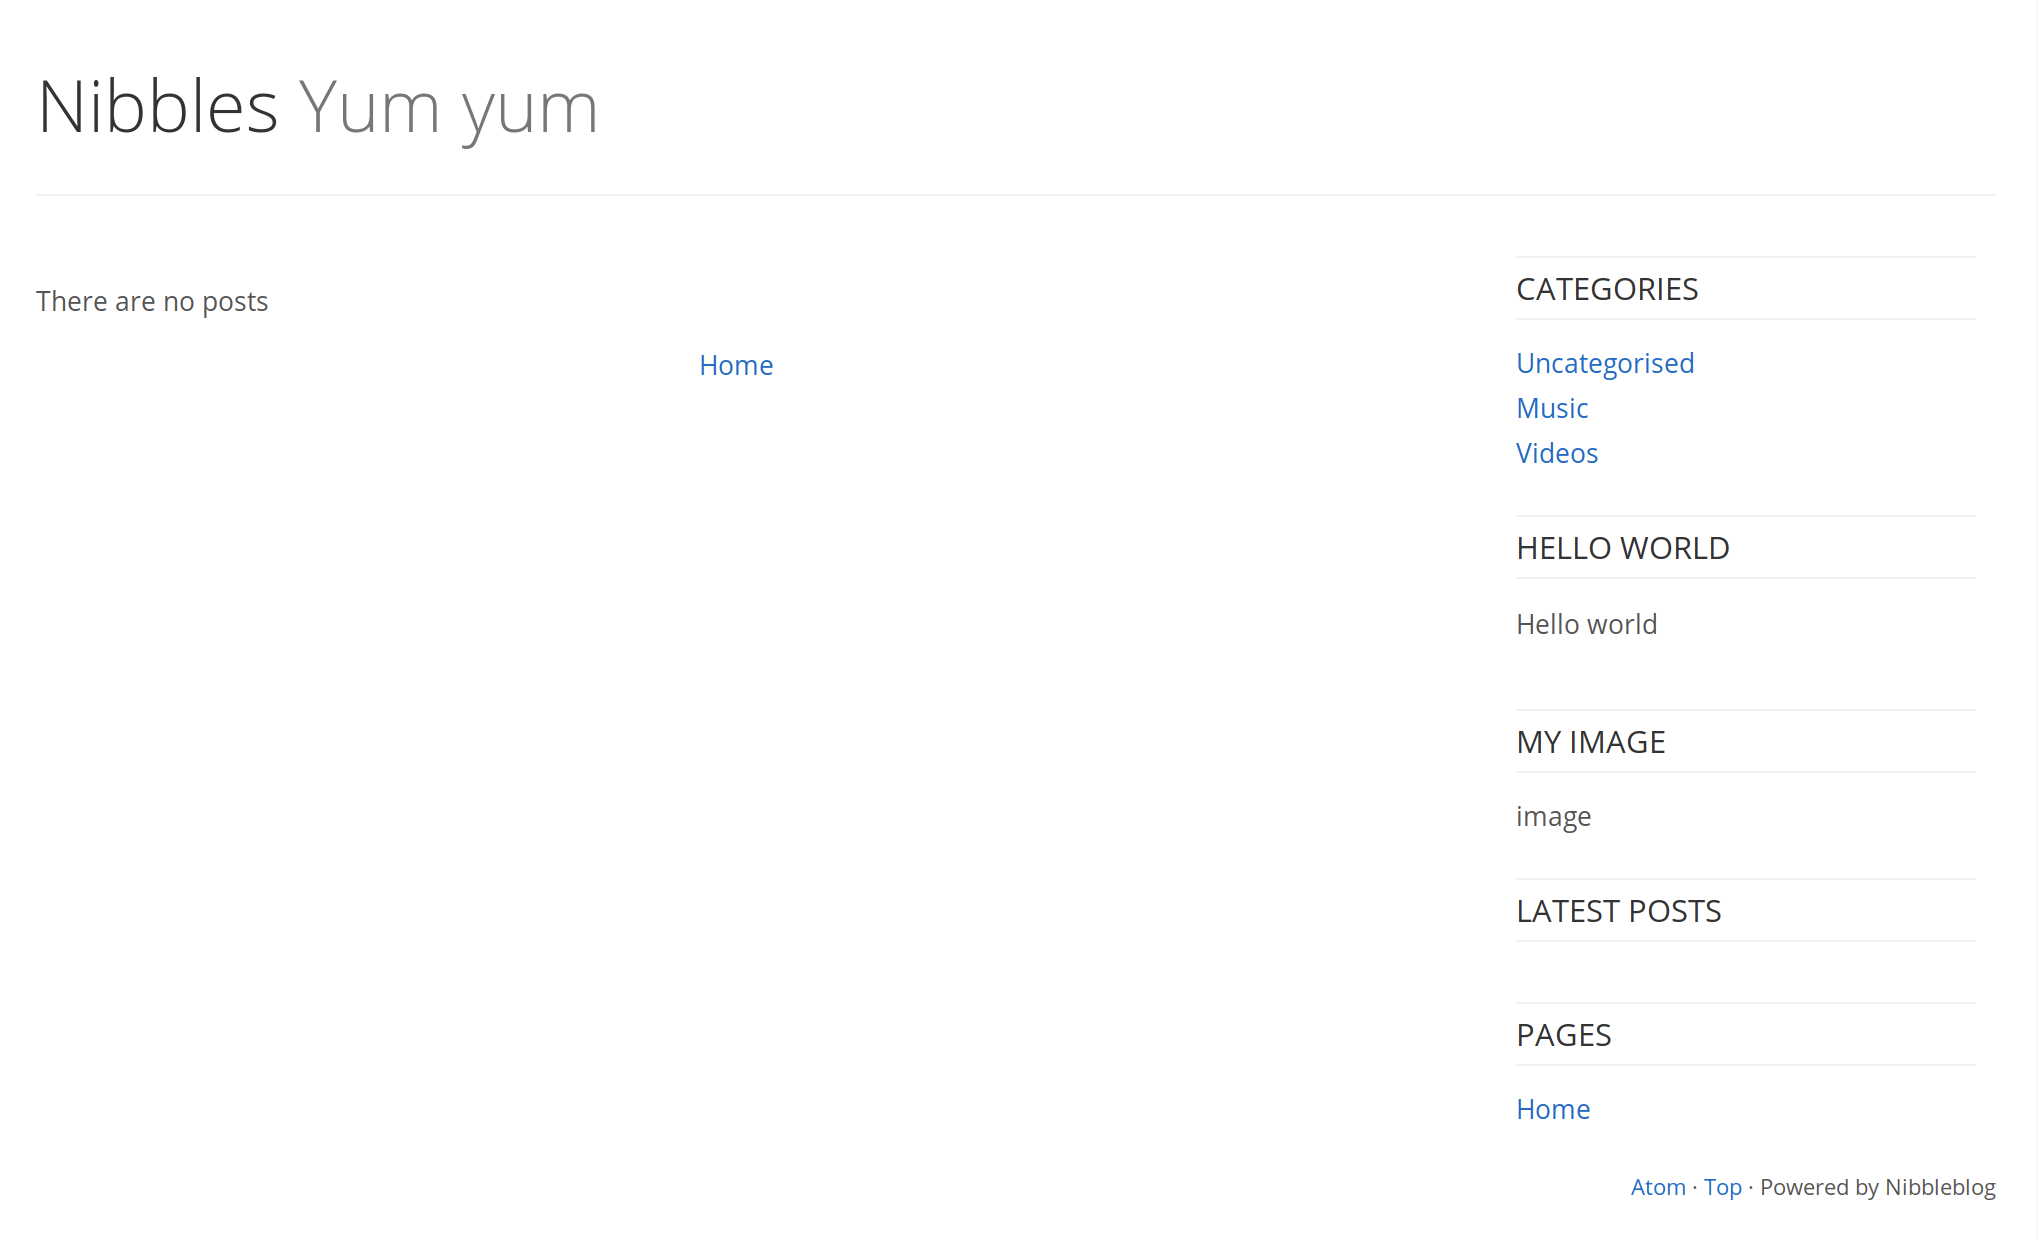 Nibbles Yum yum
There are no posts
Home
CATEGORIES
Uncategorised
Music
Videos
HELLO WORLD
Hello world
MY IMAGE
image
LATEST POSTS
PAGES
Home
Atom · Top · Powered by Nibbleblog